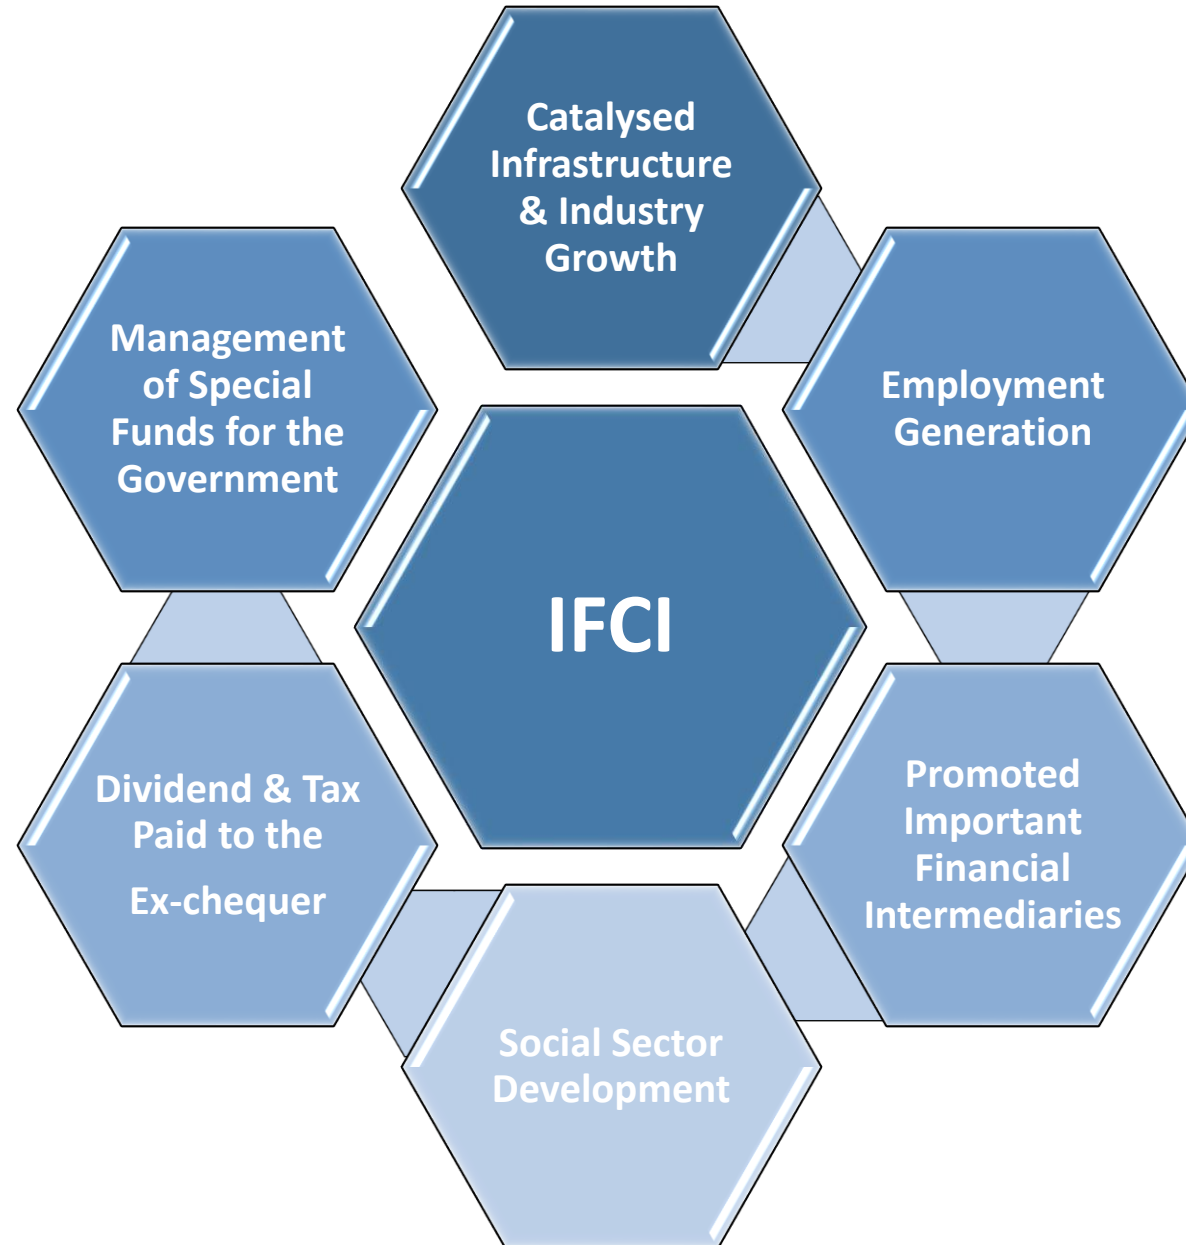 Catalysed
Infrastructure
& Industry
Growth
Employment
Generation
Promoted
Important
Financial
Intermediaries
Social Sector
Development
Dividend & Tax
Paid to the
Ex-chequer
Management
of Special
Funds for the
Government
IFCI